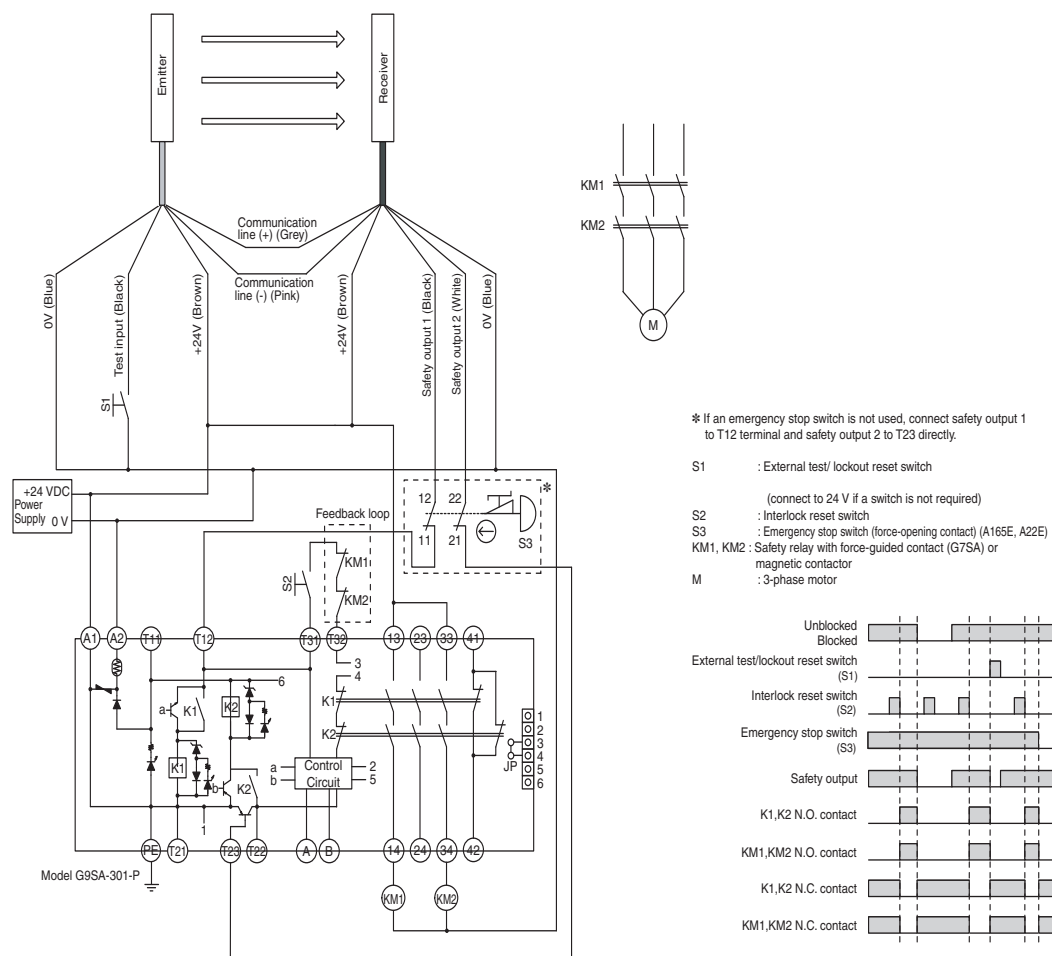 Emitter
Receiver
Communication
line (+) (Grey)
Communication
line (-) (Pink)
0V (Blue)
Test input (Black)
+24V (Brown)
+24V (Brown)
Safety output 1 (Black)
Safety output 2 (White)
0V (Blue)
S1
KM1
KM2
M
+24 VDC
Power
Supply 0 V
Feedback loop
S2
KM1
KM2
12
22
11
21
S3
*
A1
A2
T11
T12
T31
T32
13
23
33
41
3
4
6
a
K1
K2
K1
K2
K1
b
K2
a
b
Control
Circuit
2
5
1
JP
1
2
3
4
5
6
PE
T21
T23
T22
A
B
14
24
34
42
Model G9SA-301-P
KM1
KM2
* If an emergency stop switch is not used, connect safety output 1
to T12 terminal and safety output 2 to T23 directly.
S1 : External test/ lockout reset switch
(connect to 24 V if a switch is not required)
S2 : Interlock reset switch
S3 : Emergency stop switch (force-opening contact) (A165E, A22E)
KM1, KM2 : Safety relay with force-guided contact (G7SA) or
magnetic contactor
M : 3-phase motor
Unblocked
Blocked
External test/lockout reset switch
(S1)
Interlock reset switch
(S2)
Emergency stop switch
(S3)
Safety output
K1,K2 N.O. contact
KM1,KM2 N.O. contact
K1,K2 N.C. contact
KM1,KM2 N.C. contact